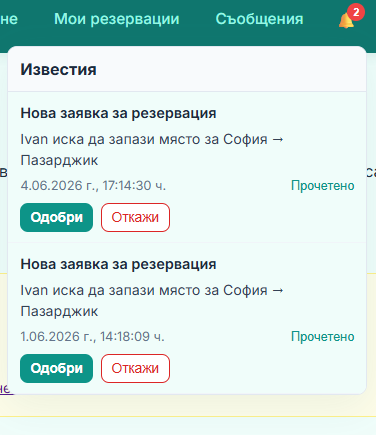 не Мои резервации Съобщения 2
Известия
Нова заявка за резервация
Ivan иска да запази място за София →
Пазарджик
4.06.2026 г., 17:14:30 ч. Прочетено
Одобри Откажи
Нова заявка за резервация
Ivan иска да запази място за София →
Пазарджик
1.06.2026 г., 14:18:09 ч. Прочетено
Одобри Откажи